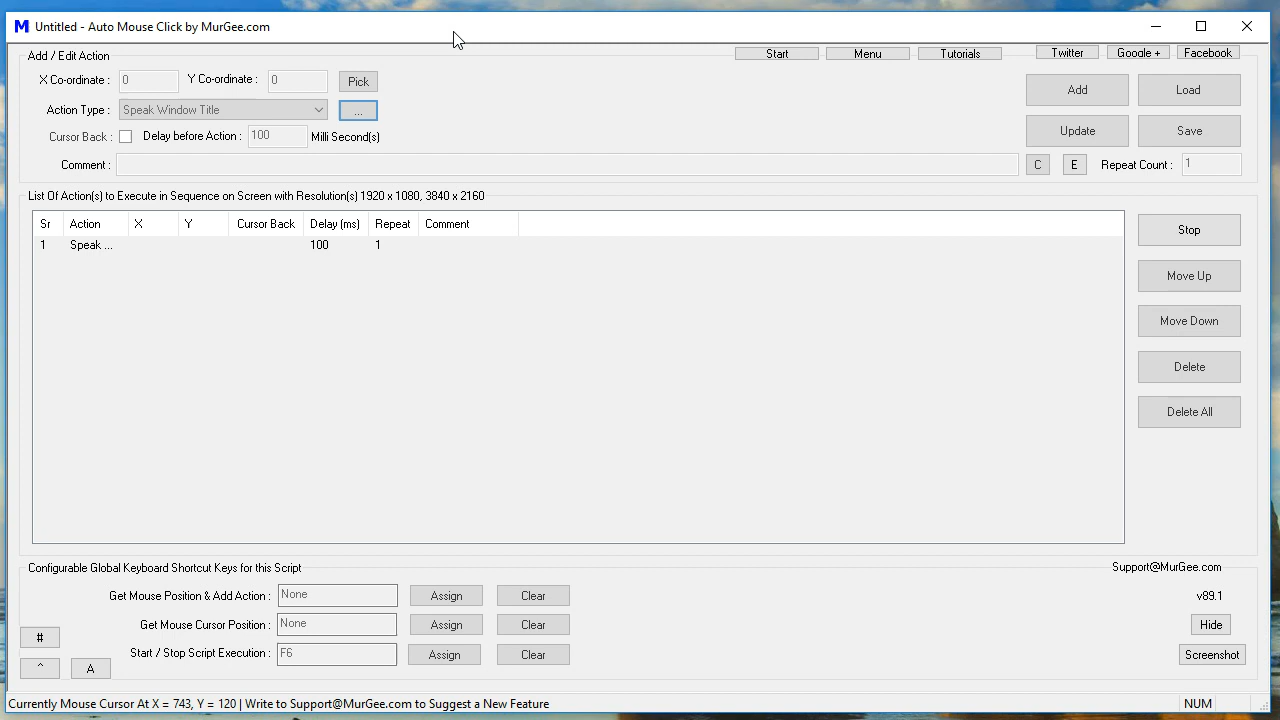 M Untitled - Auto Mouse Click by MurGee.com
Add / Edit Action
Start Menu Tutorials Twitter Google + Facebook
X Co-ordinate : 0 Y Co-ordinate : 0 Pick
Add Load
Action Type : Speak Window Title ...
Cursor Back : Delay before Action : 100 Milli Second(s)
Update Save
Comment : C E Repeat Count : 1
List Of Action(s) to Execute in Sequence on Screen with Resolution(s) 1920 x 1080, 3840 x 2160
Sr Action X Y Cursor Back Delay (ms) Repeat Comment
1 Speak ... 100 1
Stop
Move Up
Move Down
Delete
Delete All
Configurable Global Keyboard Shortcut Keys for this Script
Support@MurGee.com
Get Mouse Position & Add Action : None Assign Clear
v89.1
Get Mouse Cursor Position : None Assign Clear
Hide
#
Start / Stop Script Execution : F6 Assign Clear
Screenshot
^ A
Currently Mouse Cursor At X = 743, Y = 120 | Write to Support@MurGee.com to Suggest a New Feature
NUM